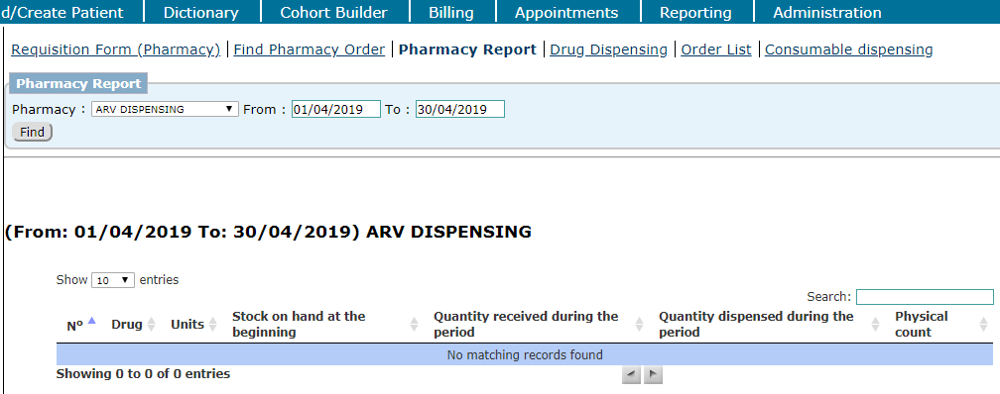 d/Create Patient Dictionary Cohort Builder Billing Appointments Reporting Administration
Requisition Form (Pharmacy) | Find Pharmacy Order | Pharmacy Report | Drug Dispensing | Order List | Consumable dispensing
Pharmacy Report
Pharmacy : ARV DISPENSING From : 01/04/2019 To : 30/04/2019
Find
(From: 01/04/2019 To: 30/04/2019) ARV DISPENSING
Show 10 entries
Search:
Nº Drug Units Stock on hand at the beginning Quantity received during the period Quantity dispensed during the period Physical count
No matching records found
Showing 0 to 0 of 0 entries